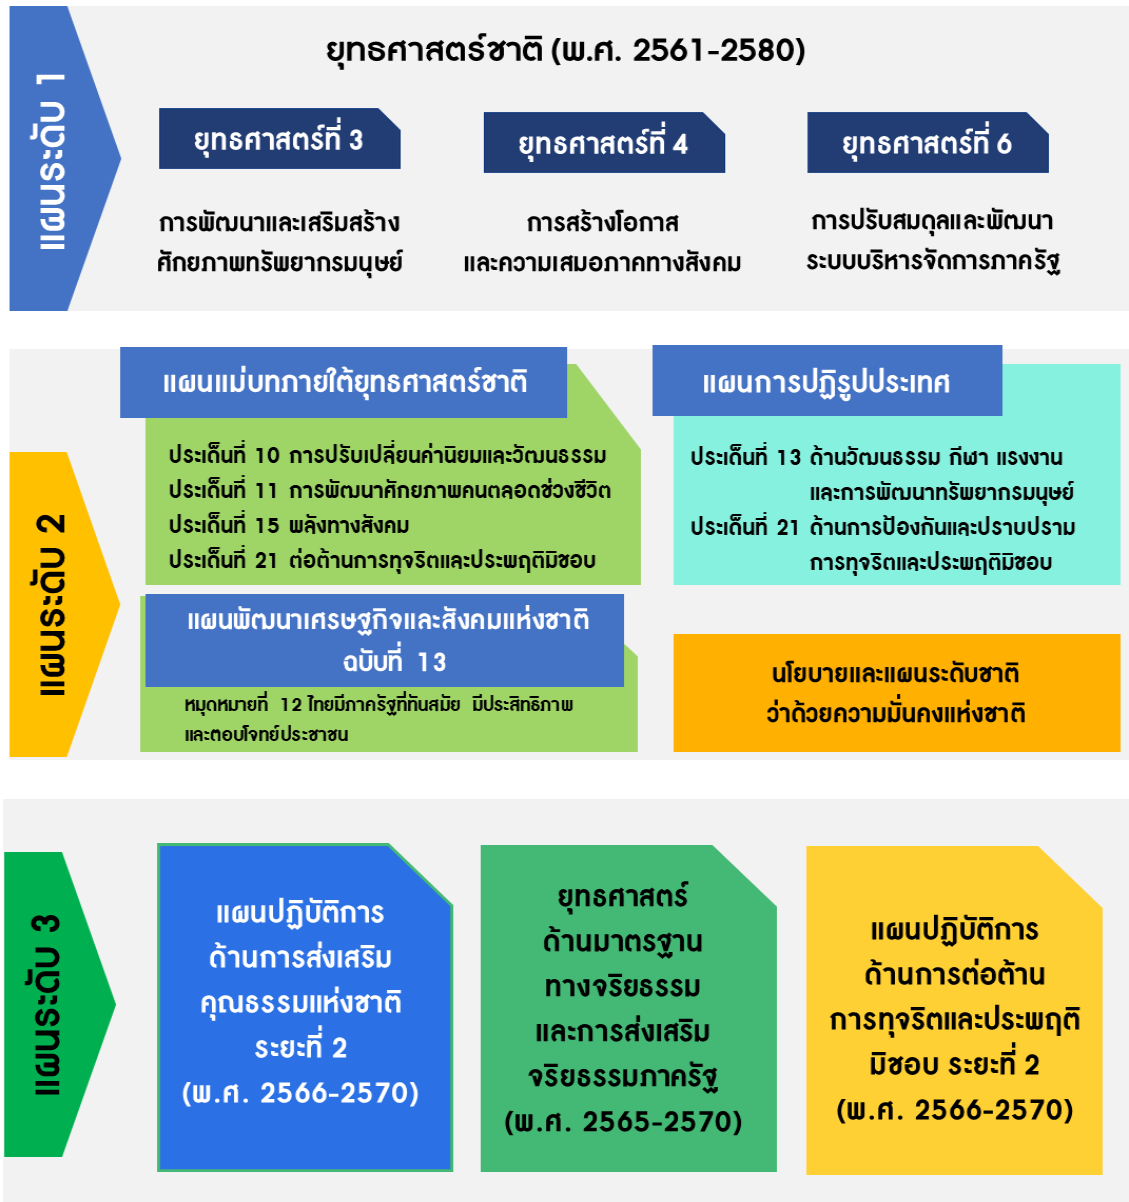 แผนระดับ 1
ยุทธศาสตร์ชาติ (พ.ศ. 2561-2580)
ยุทธศาสตร์ที่ 3
การพัฒนาและเสริมสร้าง
ศักยภาพทรัพยากรมนุษย์
ยุทธศาสตร์ที่ 4
การสร้างโอกาส
และความเสมอภาคทางสังคม
ยุทธศาสตร์ที่ 6
การปรับสมดุลและพัฒนา
ระบบบริหารจัดการภาครัฐ
แผนระดับ 2
แผนแม่บทภายใต้ยุทธศาสตร์ชาติ
ประเด็นที่ 10 การปรับเปลี่ยนค่านิยมและวัฒนธรรม
ประเด็นที่ 11 การพัฒนาศักยภาพคนตลอดช่วงชีวิต
ประเด็นที่ 15 พลังทางสังคม
ประเด็นที่ 21 ต่อต้านการทุจริตและประพฤติมิชอบ
แผนการปฏิรูปประเทศ
ประเด็นที่ 13 ด้านวัฒนธรรม กีฬา แรงงาน
และการพัฒนาทรัพยากรมนุษย์
ประเด็นที่ 21 ด้านการป้องกันและปราบปราม
การทุจริตและประพฤติมิชอบ
แผนพัฒนาเศรษฐกิจและสังคมแห่งชาติ
ฉบับที่ 13
หมุดหมายที่ 12 ไทยมีภาครัฐที่ทันสมัย มีประสิทธิภาพ
และตอบโจทย์ประชาชน
นโยบายและแผนระดับชาติ
ว่าด้วยความมั่นคงแห่งชาติ
แผนระดับ 3
แผนปฏิบัติการ
ด้านการส่งเสริม
คุณธรรมแห่งชาติ
ระยะที่ 2
(พ.ศ. 2566-2570)
ยุทธศาสตร์
ด้านมาตรฐาน
ทางจริยธรรม
และการส่งเสริม
จริยธรรมภาครัฐ
(พ.ศ. 2565-2570)
แผนปฏิบัติการ
ด้านการต่อต้าน
การทุจริตและประพฤติ
มิชอบ ระยะที่ 2
(พ.ศ. 2566-2570)